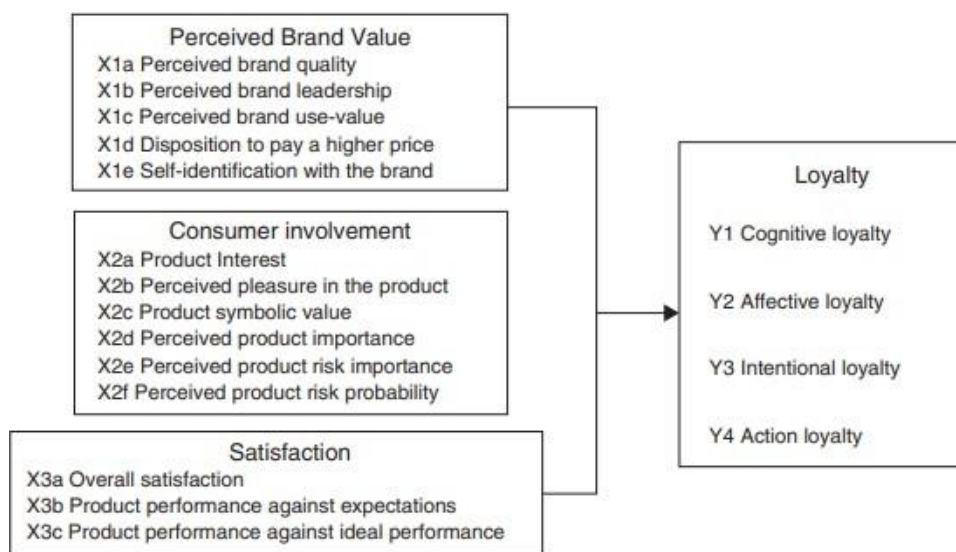 Perceived Brand Value
X1a Perceived brand quality
X1b Perceived brand leadership
X1c Perceived brand use-value
X1d Disposition to pay a higher price
X1e Self-identification with the brand
Consumer involvement
X2a Product Interest
X2b Perceived pleasure in the product
X2c Product symbolic value
X2d Perceived product importance
X2e Perceived product risk importance
X2f Perceived product risk probability
Satisfaction
X3a Overall satisfaction
X3b Product performance against expectations
X3c Product performance against ideal performance
Loyalty
Y1 Cognitive loyalty
Y2 Affective loyalty
Y3 Intentional loyalty
Y4 Action loyalty